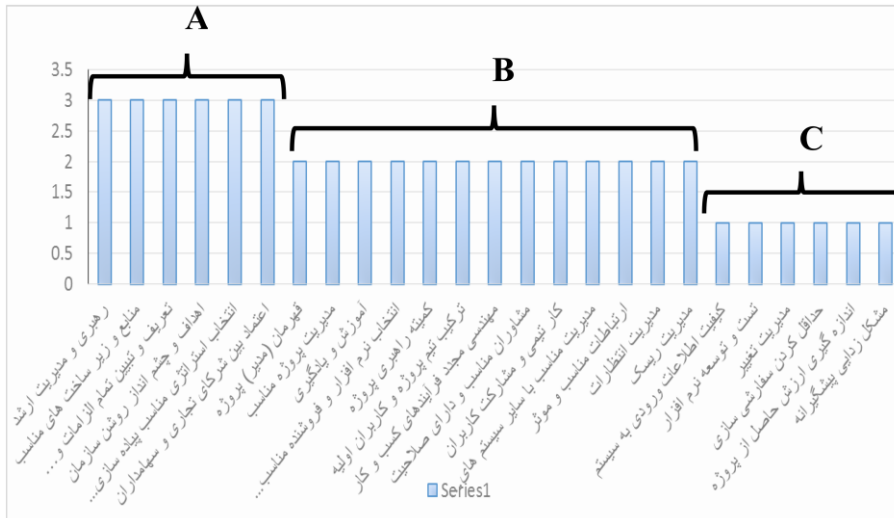 A
B
C
3.5
3
2.5
2
1.5
1
0.5
0
رهبری و مدیریت ارشد
منابع و زیر ساخت های مناسب
تعریف و تبیین تمام الزامات و...
اهداف و چشم انداز روشن سازمان
انتخاب استراتژی مناسب پیاده سازی...
اعتماد بین شرکای تجاری و سهامداران
قهرمان (مدیر) پروژه
مدیریت پروژه مناسب
آموزش و یادگیری
انتخاب نرم افزار و فروشنده مناسب...
کمیته راهبری پروژه
ترکیب تیم پروژه و کاربران اولیه
مهندسی مجدد فرآیندهای کسب و کار
مشاوران مناسب و دارای صلاحیت
کار تیمی و مشارکت کاربران
مدیریت مناسب با سایر سیستم های
ارتباطات مناسب و موثر
مدیریت انتظارات
مدیریت ریسک
کیفیت اطلاعات ورودی به سیستم
تست و توسعه نرم افزار
مدیریت تغییر
حداقل کردن سفارشی سازی
اندازه گیری ارزش حاصل از پروژه
مشکل زدایی پیشگیرانه
Series1